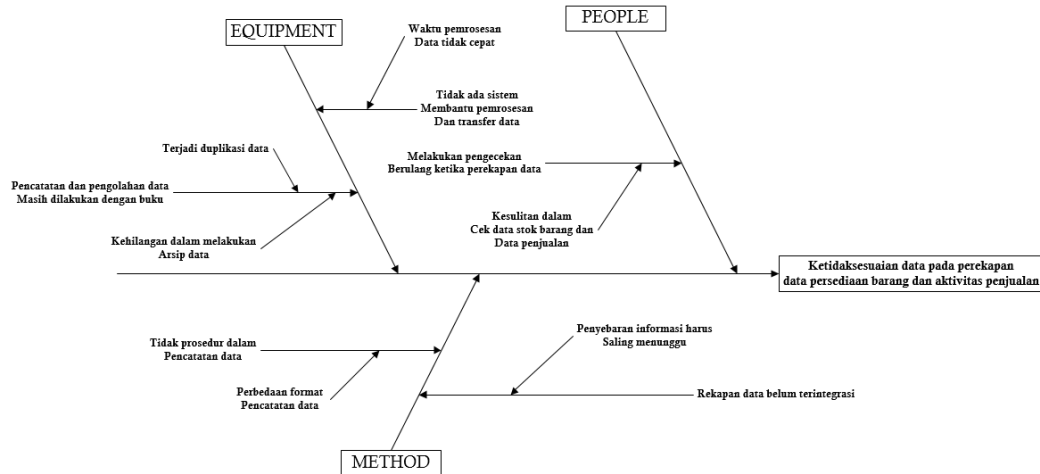 EQUIPMENT
PEOPLE
Waktu pemrosesan
Data tidak cepat
Tidak ada sistem
Membantu pemrosesan
Dan transfer data
Terjadi duplikasi data
Melakukan pengecekan
Berulang ketika perekapan data
Pencatatan dan pengolahan data
Masih dilakukan dengan buku
Kesulitan dalam
Cek data stok barang dan
Data penjualan
Kehilangan dalam melakukan
Arsip data
Ketidaksesuaian data pada perekapan
data persediaan barang dan aktivitas penjualan
Tidak prosedur dalam
Pencatatan data
Penyebaran informasi harus
Saling menunggu
Perbedaan format
Pencatatan data
Rekapan data belum terintegrasi
METHOD